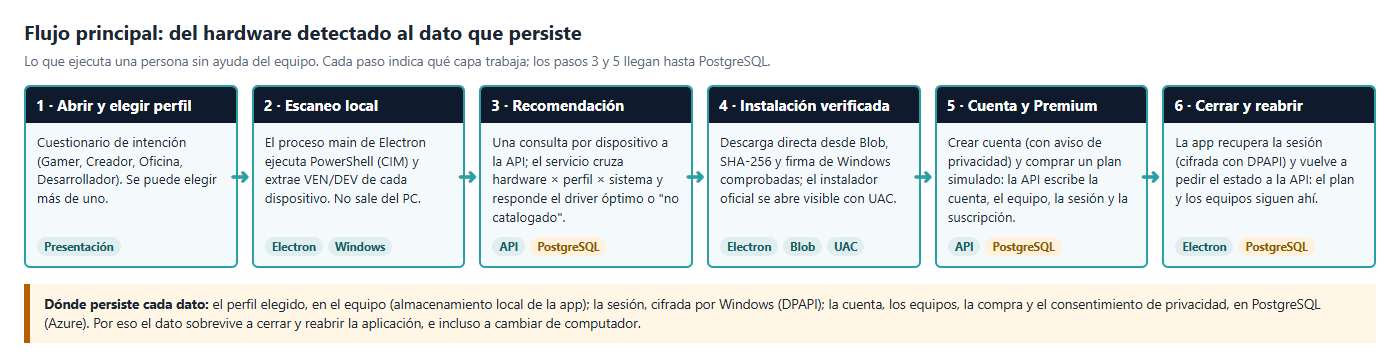 Flujo principal: del hardware detectado al dato que persiste
Lo que ejecuta una persona sin ayuda del equipo. Cada paso indica qué capa trabaja; los pasos 3 y 5 llegan hasta PostgreSQL.
1 · Abrir y elegir perfil
Cuestionario de intención
(Gamer, Creador, Oficina,
Desarrollador). Se puede elegir
más de uno.
Presentación
2 · Escaneo local
El proceso main de Electron
ejecuta PowerShell (CIM) y
extrae VEN/DEV de cada
dispositivo. No sale del PC.
Electron
Windows
3 · Recomendación
Una consulta por dispositivo a
la API; el servicio cruza
hardware × perfil × sistema y
responde el driver óptimo o "no
catalogado".
API
PostgreSQL
4 · Instalación verificada
Descarga directa desde Blob,
SHA-256 y firma de Windows
comprobadas; el instalador
oficial se abre visible con UAC.
Electron
Blob
UAC
5 · Cuenta y Premium
Crear cuenta (con aviso de
privacidad) y comprar un plan
simulado: la API escribe la
cuenta, el equipo, la sesión y la
suscripción.
API
PostgreSQL
6 · Cerrar y reabrir
La app recupera la sesión
(cifrada con DPAPI) y vuelve a
pedir el estado a la API: el plan
y los equipos siguen ahí.
Electron
PostgreSQL
Dónde persiste cada dato: el perfil elegido, en el equipo (almacenamiento local de la app); la sesión, cifrada por Windows (DPAPI); la cuenta, los equipos, la compra y el consentimiento de privacidad, en PostgreSQL
(Azure). Por eso el dato sobrevive a cerrar y reabrir la aplicación, e incluso a cambiar de computador.